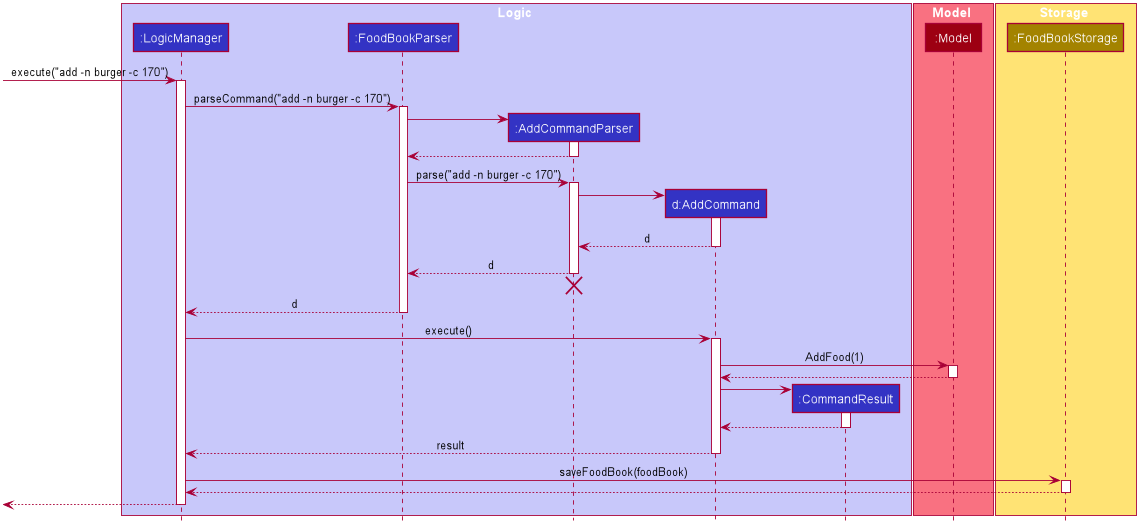 Logic
Model
Storage
:LogicManager
:FoodBookParser
:Model
:FoodBookStorage
execute("add -n burger -c 170")
parseCommand("add -n burger -c 170")
:AddCommandParser
parse("add -n burger -c 170")
d:AddCommand
d
d
d
execute()
AddFood(1)
:CommandResult
result
saveFoodBook(foodBook)